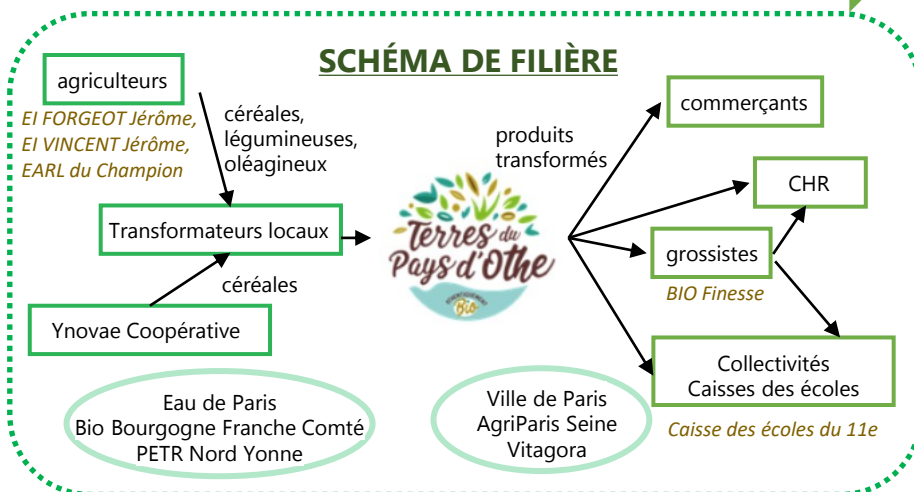 SCHÉMA DE FILIÈRE
agriculteurs
EI FORGEOT Jérôme,
EI VINCENT Jérôme,
EARL du Champion
céréales,
légumineuses,
oléagineux
Transformateurs locaux
céréales
Ynovae Coopérative
Terres du
Pays d'Othe
AUTHENTIQUEMENT
Bio
produits
transformés
commerçants
CHR
grossistes
BIO Finesse
Collectivités
Caisses des écoles
Caisse des écoles du 11e
Eau de Paris
Bio Bourgogne Franche Comté
PETR Nord Yonne
Ville de Paris
AgriParis Seine
Vitagora